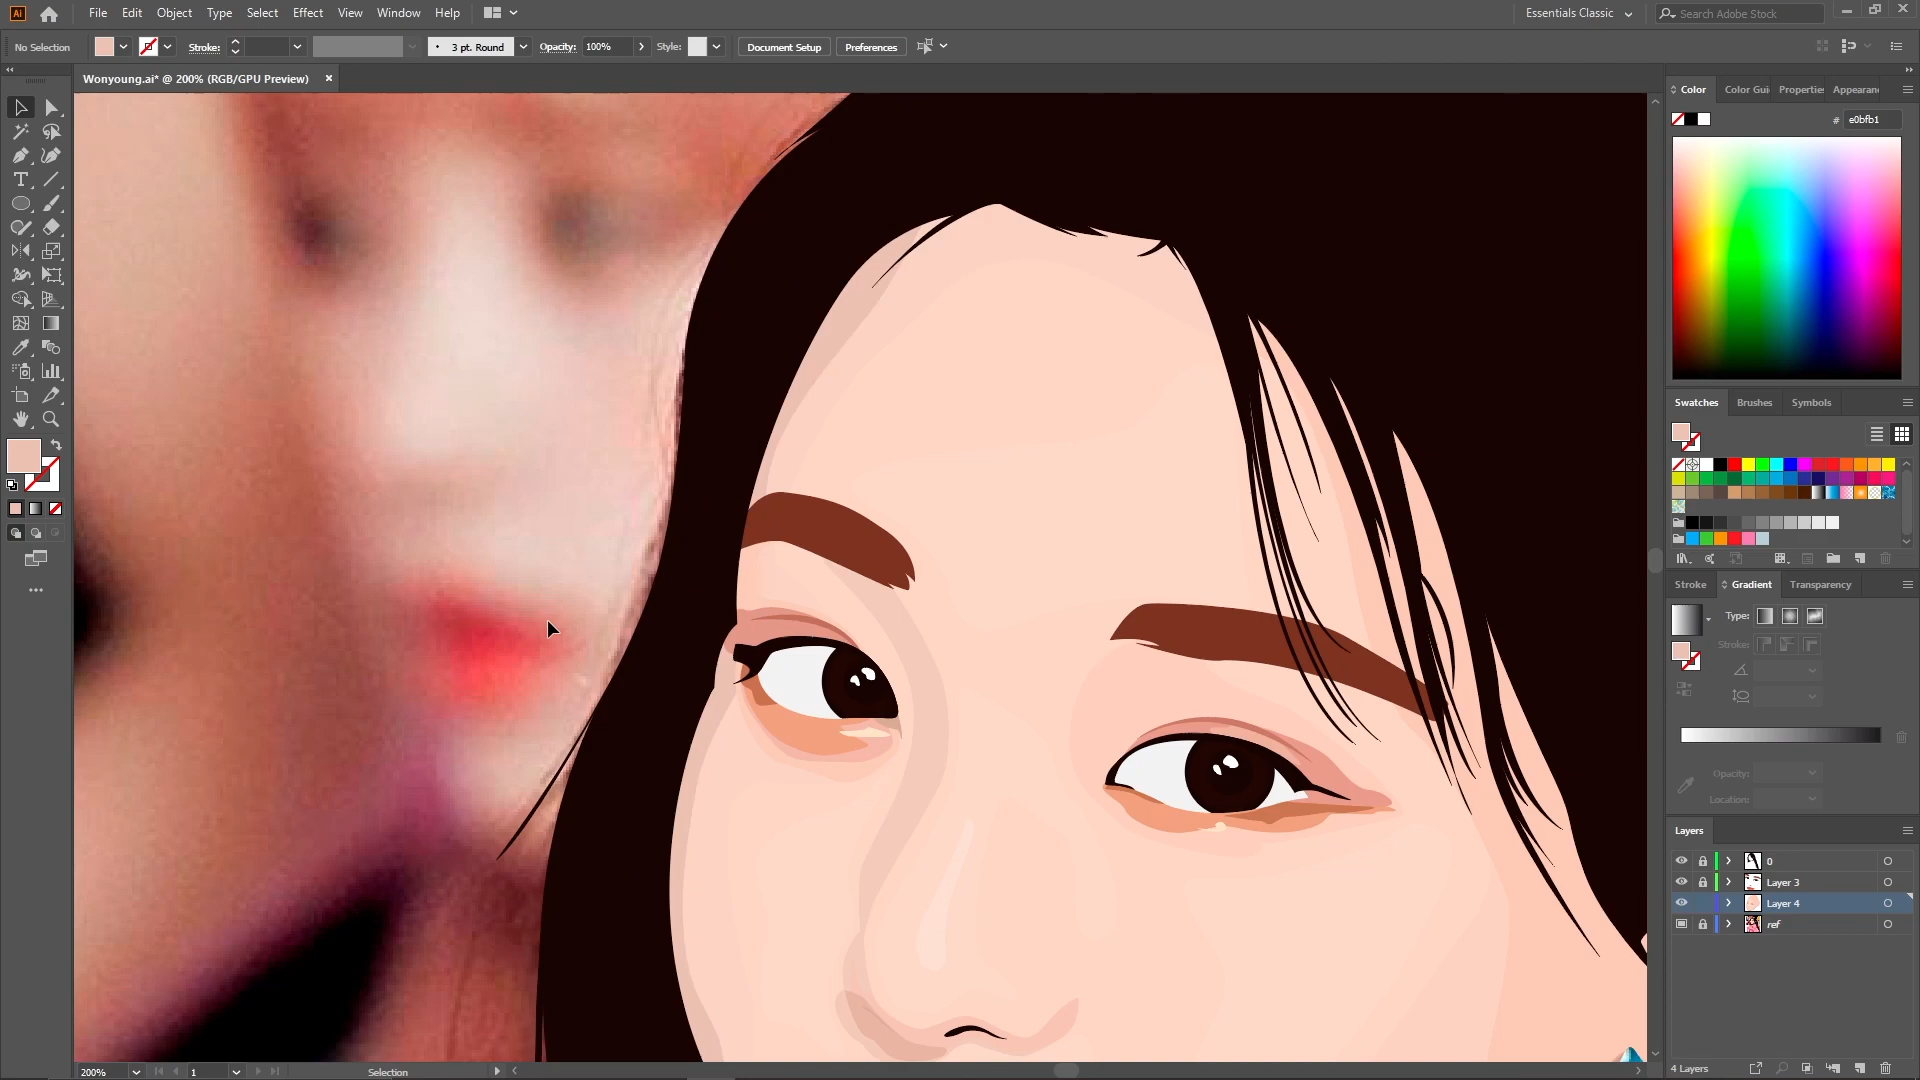 Ai File Edit Object Type Select Effect View Window Help Essentials Classic Search Adobe Stock
No Selection Stroke: 3 pt. Round Opacity: 100% Style: Document Setup Preferences
Wonyoung.ai* @ 200% (RGB/GPU Preview) ×
Color Color Gui Properties Appearan
# e0bfb1
Swatches Brushes Symbols
Stroke Gradient Transparency
Type:
Stroke:
Opacity:
Location:
Layers
0
Layer 3
Layer 4
ref
200% 1 Selection 4 Layers